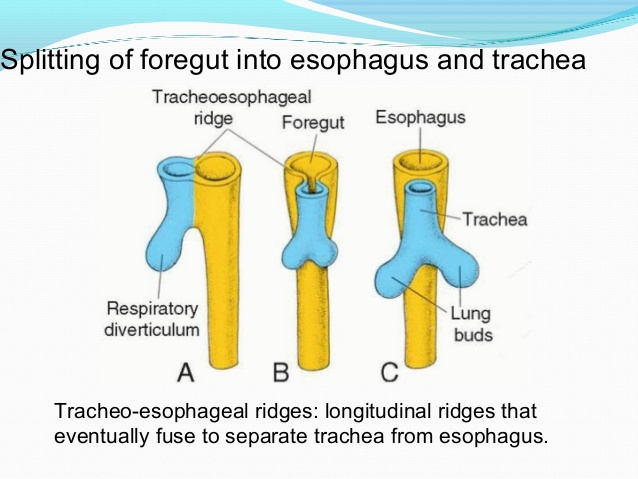 Splitting of foregut into esophagus and trachea
Tracheoesophageal
ridge
Foregut
Esophagus
Trachea
Respiratory
diverticulum
Lung
buds
A
B
C
Tracheo-esophageal ridges: longitudinal ridges that
eventually fuse to separate trachea from esophagus.